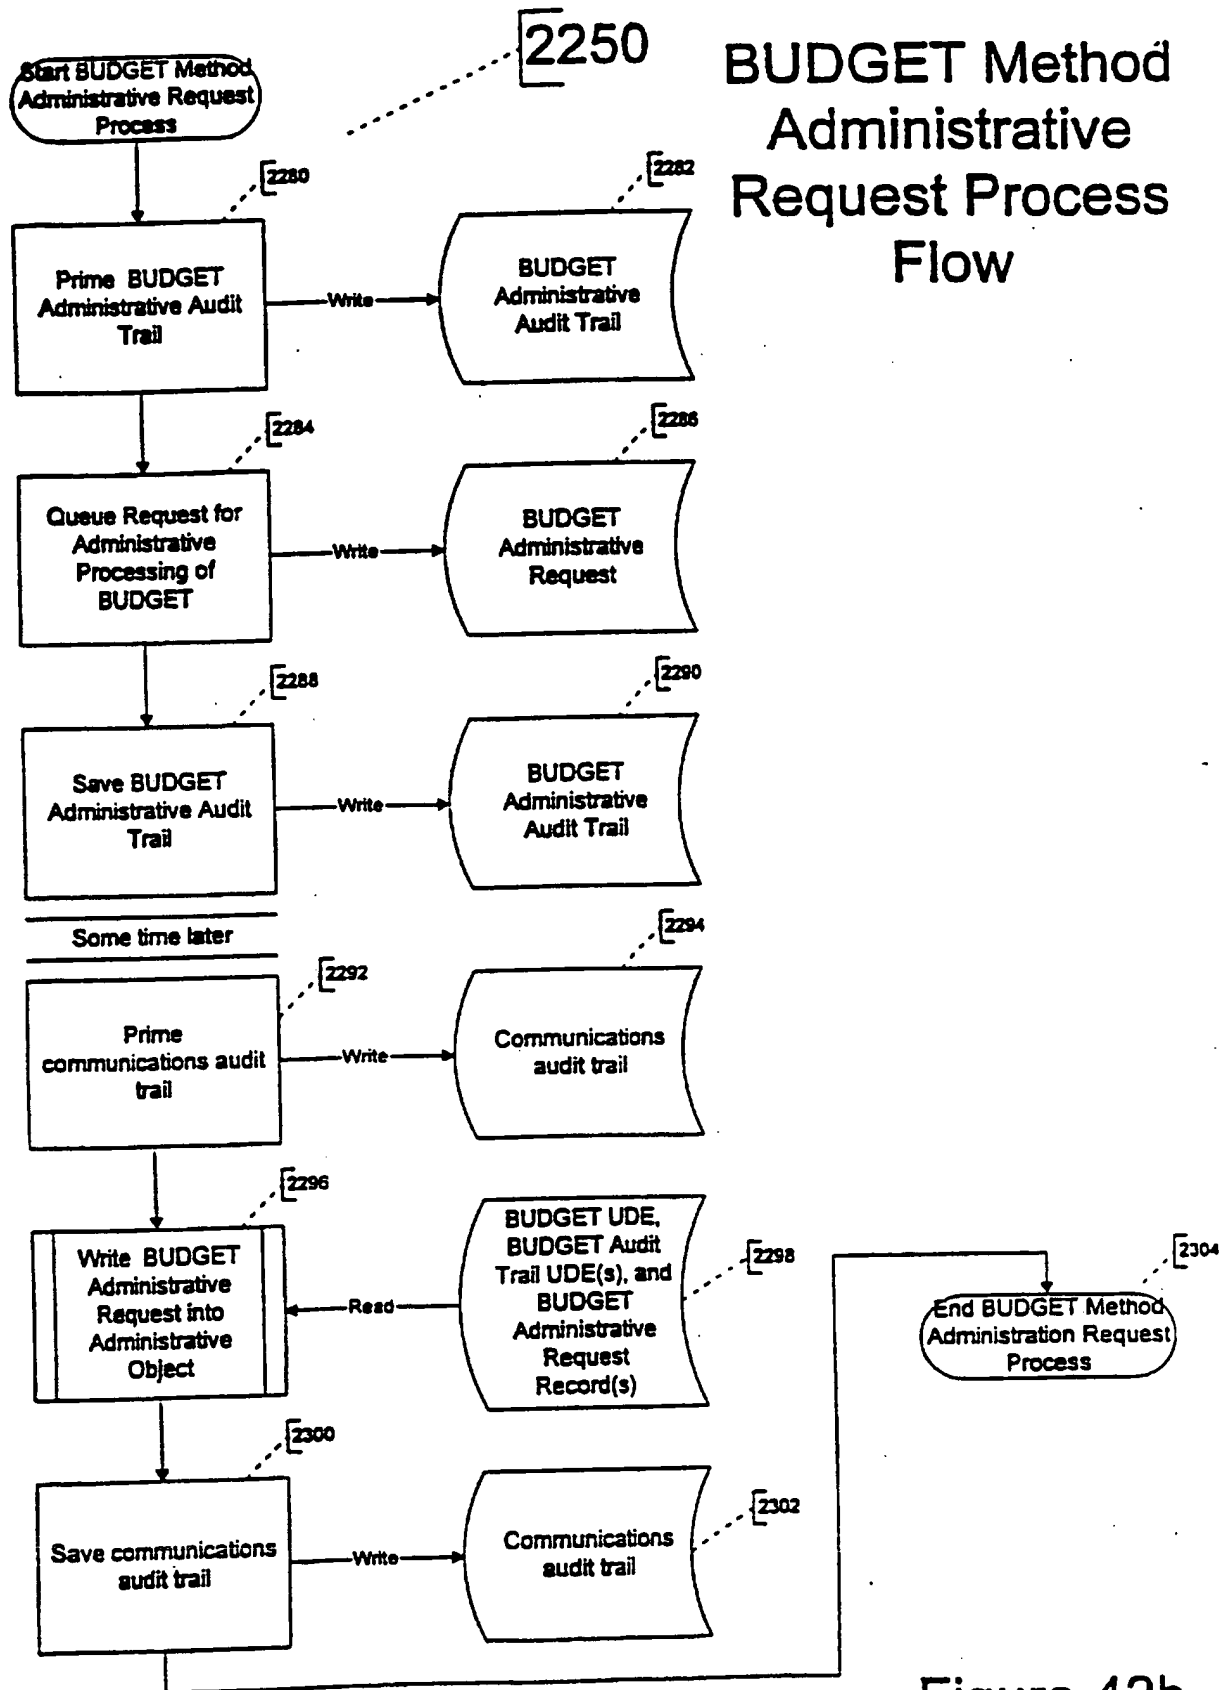 2250
BUDGET Method
Administrative
Request Process
Flow
Start BUDGET Method
Administrative Request
Process
2280
Prime BUDGET
Administrative Audit
Trail
Write
2282
BUDGET
Administrative
Audit Trail
2284
Queue Request for
Administrative
Processing of
BUDGET
Write
2286
BUDGET
Administrative
Request
2288
Save BUDGET
Administrative Audit
Trail
Write
2290
BUDGET
Administrative
Audit Trail
Some time later
2292
Prime
communications audit
trail
Write
2294
Communications
audit trail
2296
Write BUDGET
Administrative
Request into
Administrative
Object
Read
BUDGET UDE,
BUDGET Audit
Trail UDE(s), and
BUDGET
Administrative
Request
Record(s)
2298
2304
End BUDGET Method
Administration Request
Process
2300
Save communications
audit trail
Write
Communications
audit trail
2302
Figure 42b